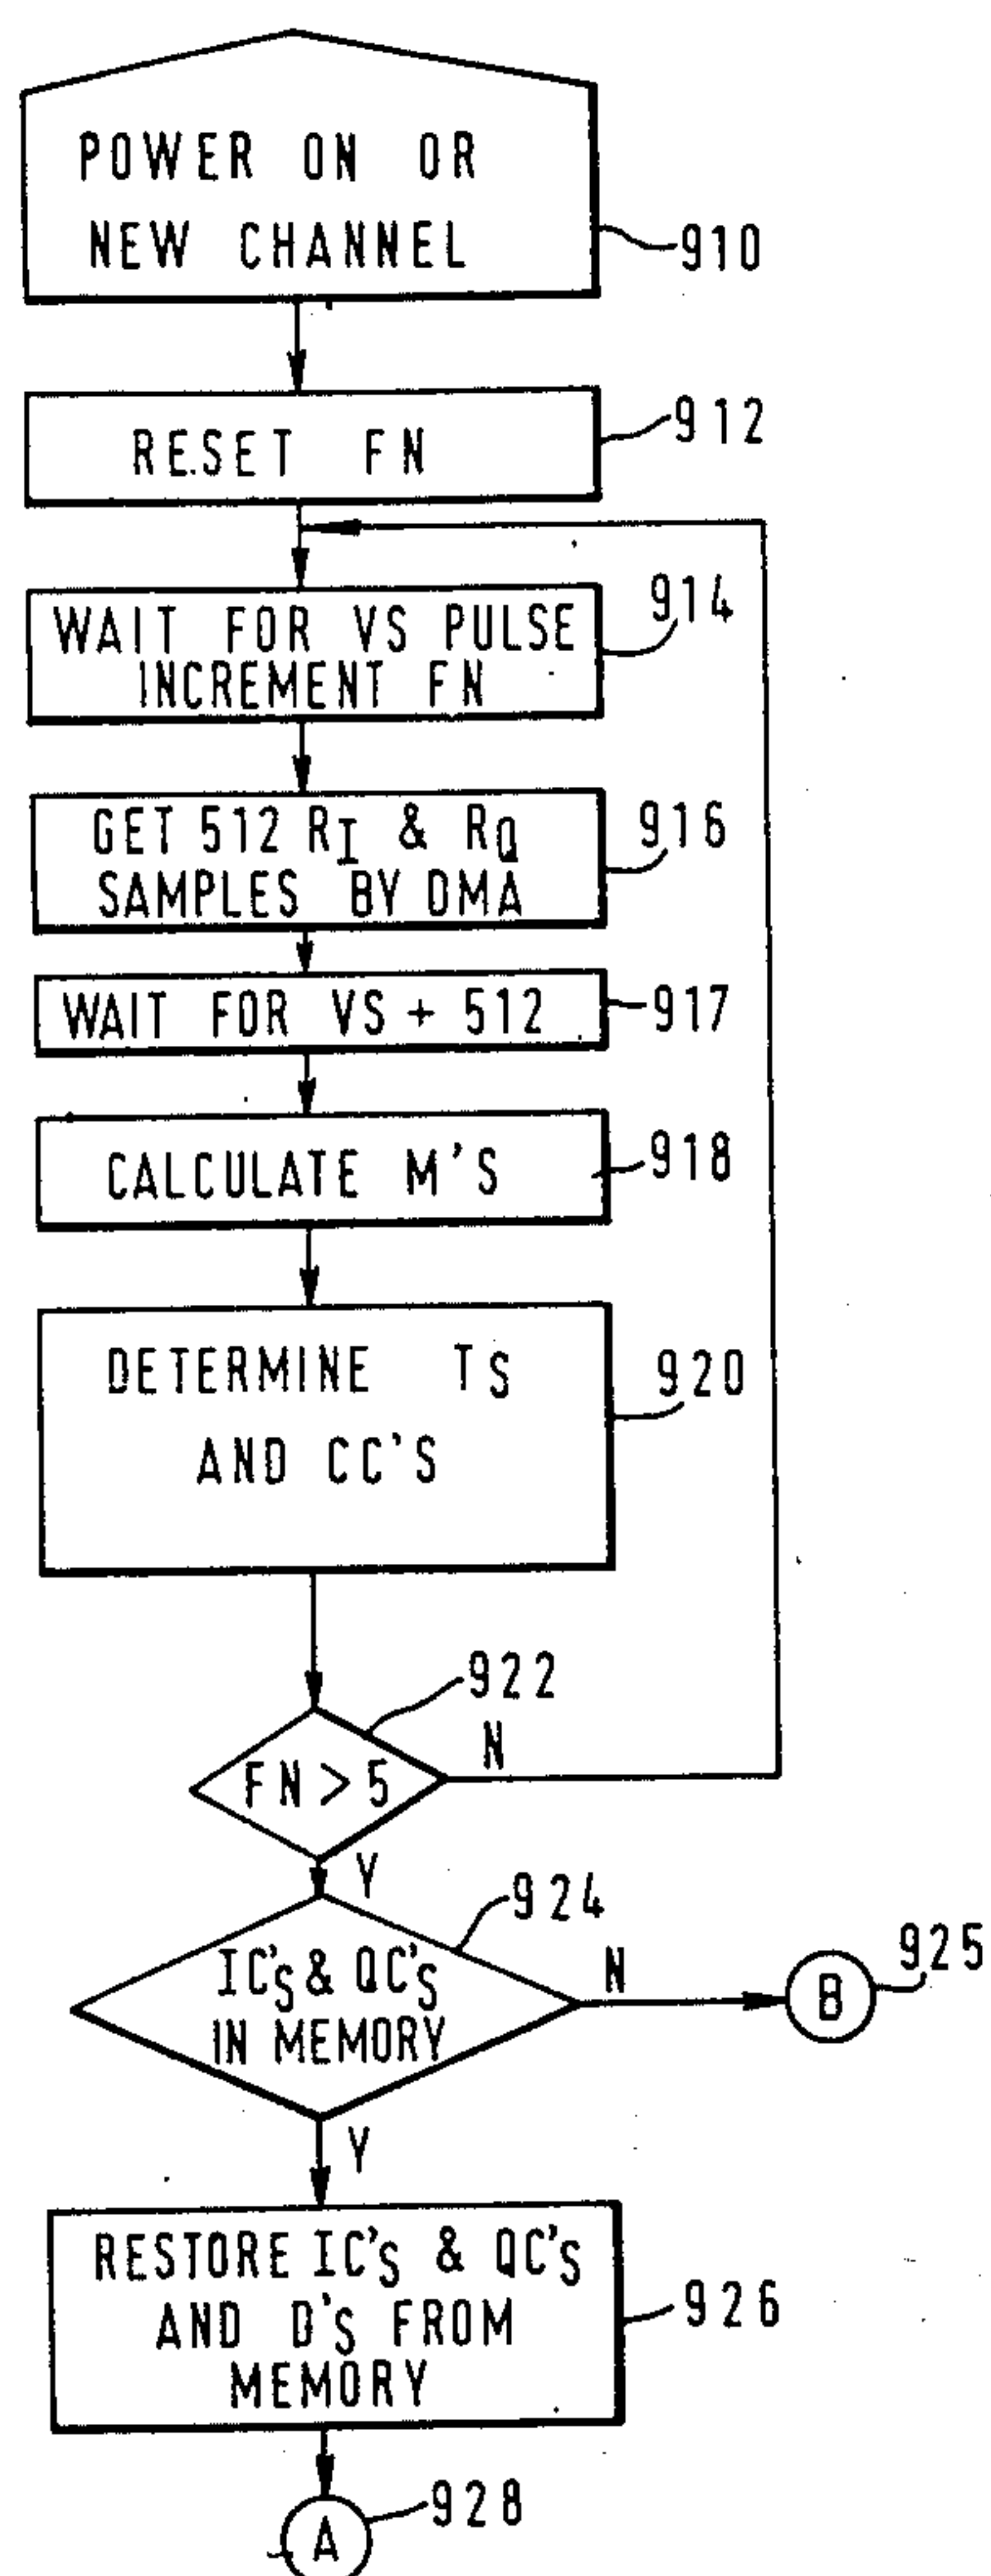 POWER ON OR
NEW CHANNEL
910
RESET FN
912
WAIT FOR VS PULSE
INCREMENT FN
914
GET 512 RI & RQ
SAMPLES BY DMA
916
WAIT FOR VS + 512
917
CALCULATE M'S
918
DETERMINE TS
AND CC'S
920
922
FN > 5
N
Y
924
IC'S & QC'S
IN MEMORY
N
B
925
Y
RESTORE IC'S & QC'S
AND D'S FROM
MEMORY
926
A
928